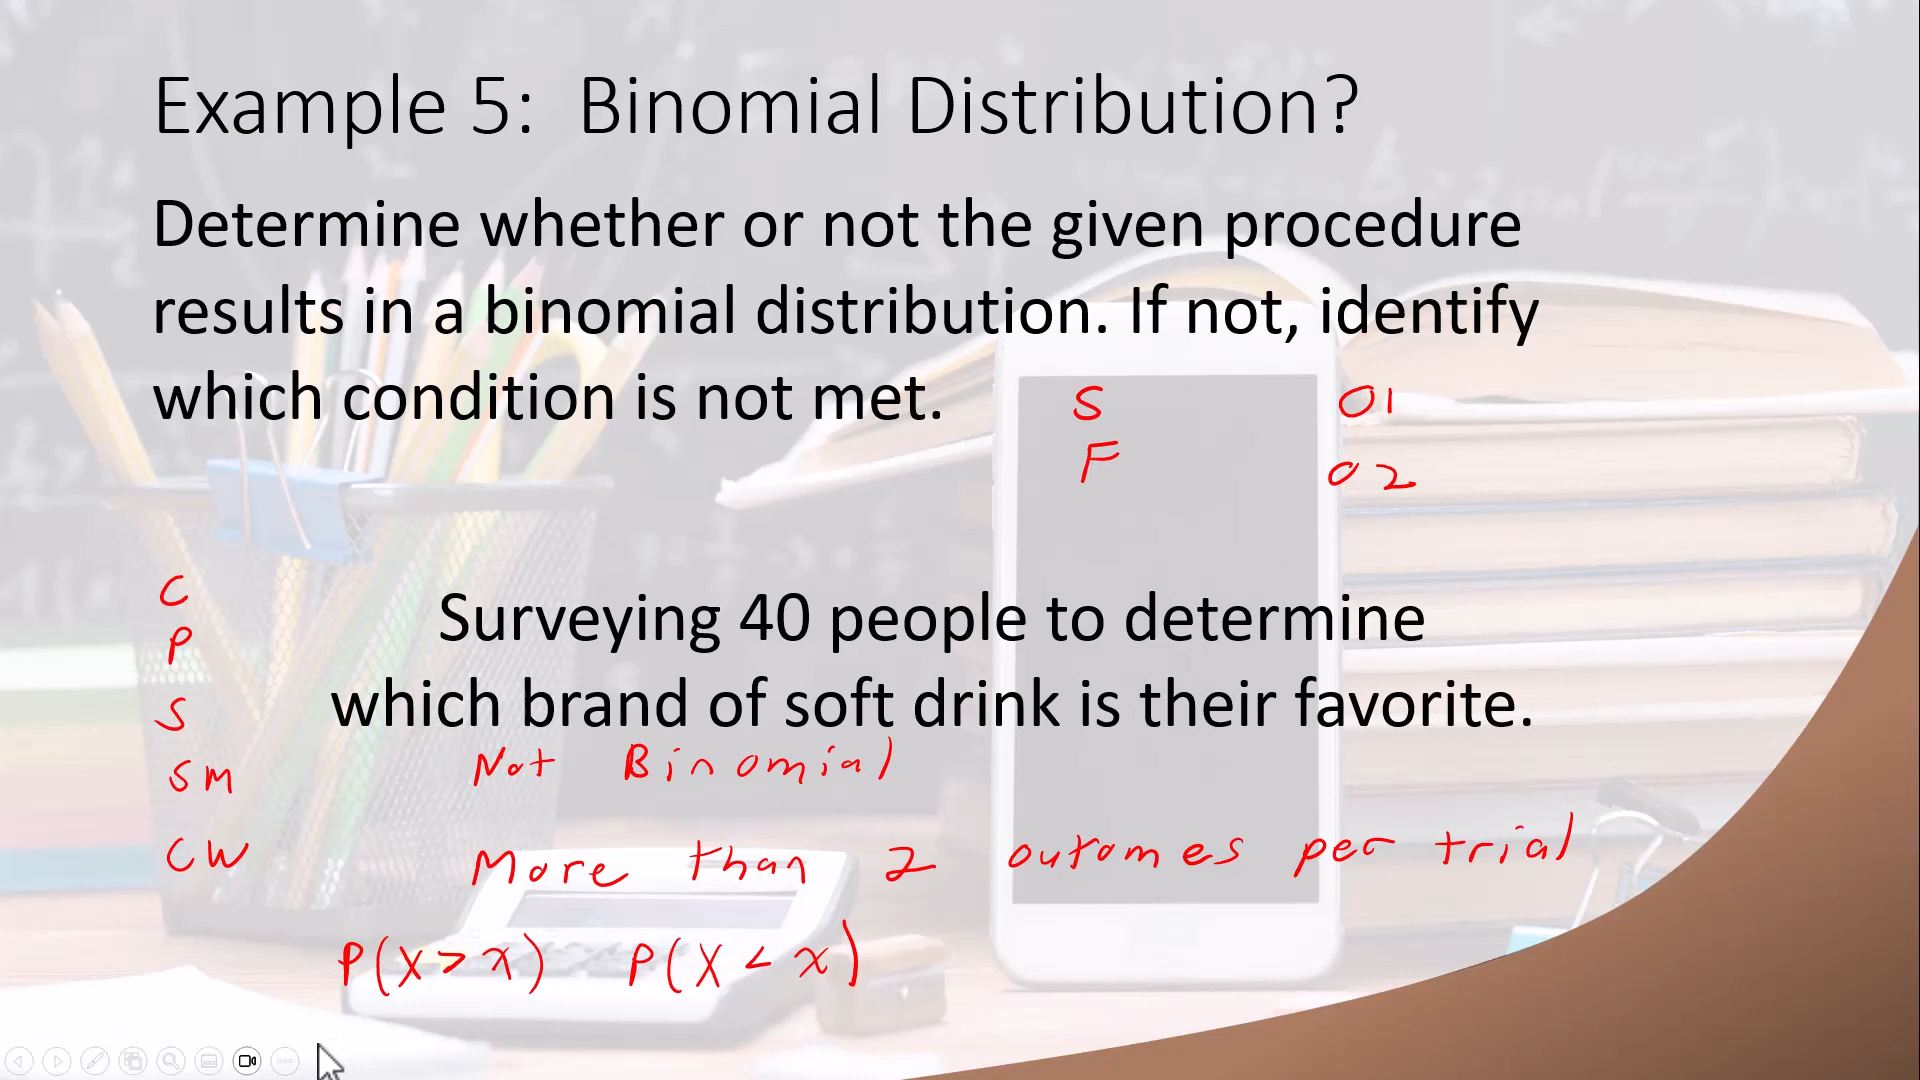 Example 5: Binomial Distribution?
Determine whether or not the given procedure
results in a binomial distribution. If not, identify
which condition is not met.
S O1
F O2
C
P
S
SM
CW
Surveying 40 people to determine
which brand of soft drink is their favorite.
Not Binomial
More than 2 outomes per trial
P(X > x) P(X < x)